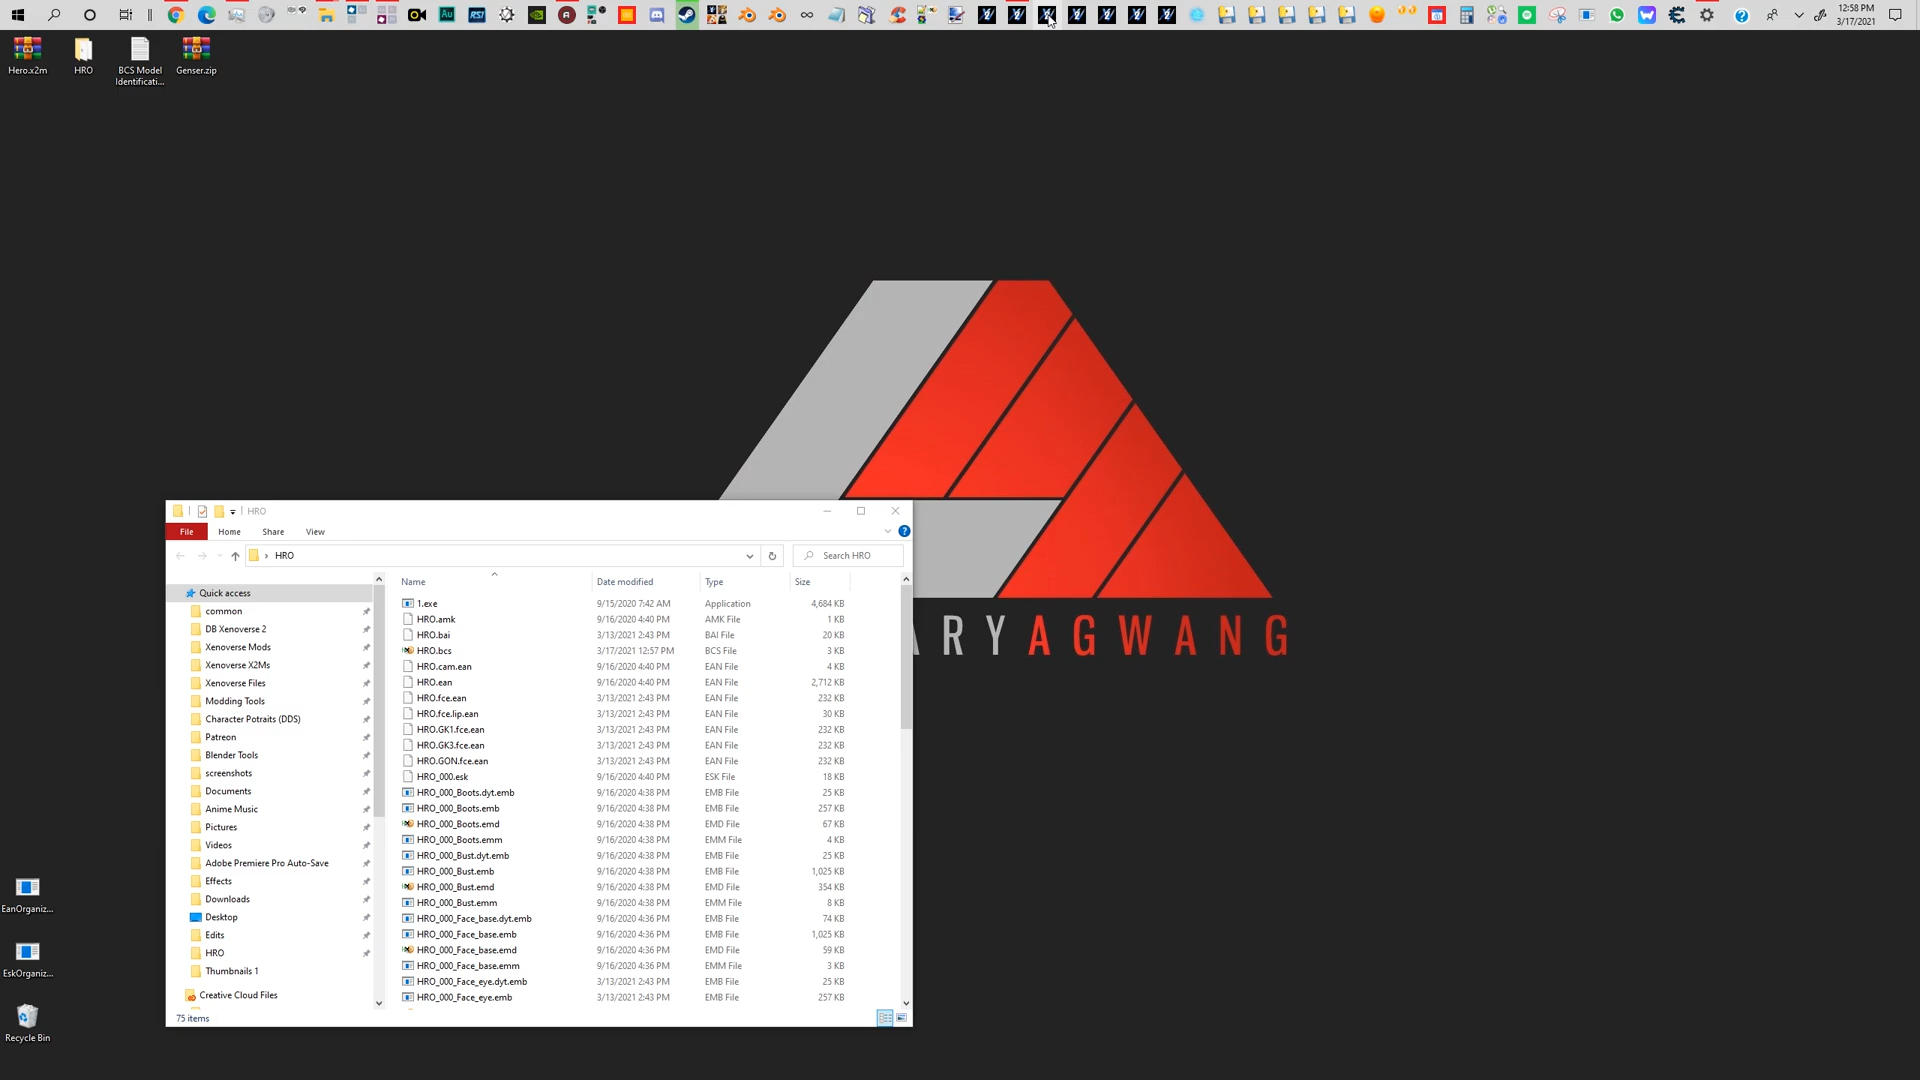 12:58 PM
3/17/2021
Hero.x2m
HRO
BCS Model
Identificati...
Genser.zip
ARYAGWANG
HRO
File Home Share View
HRO
Search HRO
Name Date modified Type Size
Quick access
common
DB Xenoverse 2
Xenoverse Mods
Xenoverse X2Ms
Xenoverse Files
Modding Tools
Character Potraits (DDS)
Patreon
Blender Tools
screenshots
Documents
Anime Music
Pictures
Videos
Adobe Premiere Pro Auto-Save
Effects
Downloads
Desktop
Edits
HRO
Thumbnails 1
Creative Cloud Files
1.exe 9/15/2020 7:42 AM Application 4,684 KB
HRO.amk 9/16/2020 4:40 PM AMK File 1 KB
HRO.bai 3/13/2021 2:43 PM BAI File 20 KB
HRO.bcs 3/17/2021 12:57 PM BCS File 3 KB
HRO.cam.ean 9/16/2020 4:40 PM EAN File 4 KB
HRO.ean 9/16/2020 4:40 PM EAN File 2,712 KB
HRO.fce.ean 3/13/2021 2:43 PM EAN File 232 KB
HRO.fce.lip.ean 3/13/2021 2:43 PM EAN File 30 KB
HRO.GK1.fce.ean 3/13/2021 2:43 PM EAN File 232 KB
HRO.GK3.fce.ean 3/13/2021 2:43 PM EAN File 232 KB
HRO.GON.fce.ean 3/13/2021 2:43 PM EAN File 232 KB
HRO_000.esk 9/16/2020 4:40 PM ESK File 18 KB
HRO_000_Boots.dyt.emb 9/16/2020 4:38 PM EMB File 25 KB
HRO_000_Boots.emb 9/16/2020 4:38 PM EMB File 257 KB
HRO_000_Boots.emd 9/16/2020 4:38 PM EMD File 67 KB
HRO_000_Boots.emm 9/16/2020 4:38 PM EMM File 4 KB
HRO_000_Bust.dyt.emb 9/16/2020 4:38 PM EMB File 25 KB
HRO_000_Bust.emb 9/16/2020 4:38 PM EMB File 1,025 KB
HRO_000_Bust.emd 9/16/2020 4:38 PM EMD File 354 KB
HRO_000_Bust.emm 9/16/2020 4:38 PM EMM File 8 KB
HRO_000_Face_base.dyt.emb 9/16/2020 4:36 PM EMB File 74 KB
HRO_000_Face_base.emb 9/16/2020 4:36 PM EMB File 1,025 KB
HRO_000_Face_base.emd 9/16/2020 4:36 PM EMD File 59 KB
HRO_000_Face_base.emm 9/16/2020 4:36 PM EMM File 3 KB
HRO_000_Face_eye.dyt.emb 3/13/2021 2:43 PM EMB File 25 KB
HRO_000_Face_eye.emb 3/13/2021 2:43 PM EMB File 257 KB
75 items
EanOrganiz...
EskOrganiz...
Recycle Bin